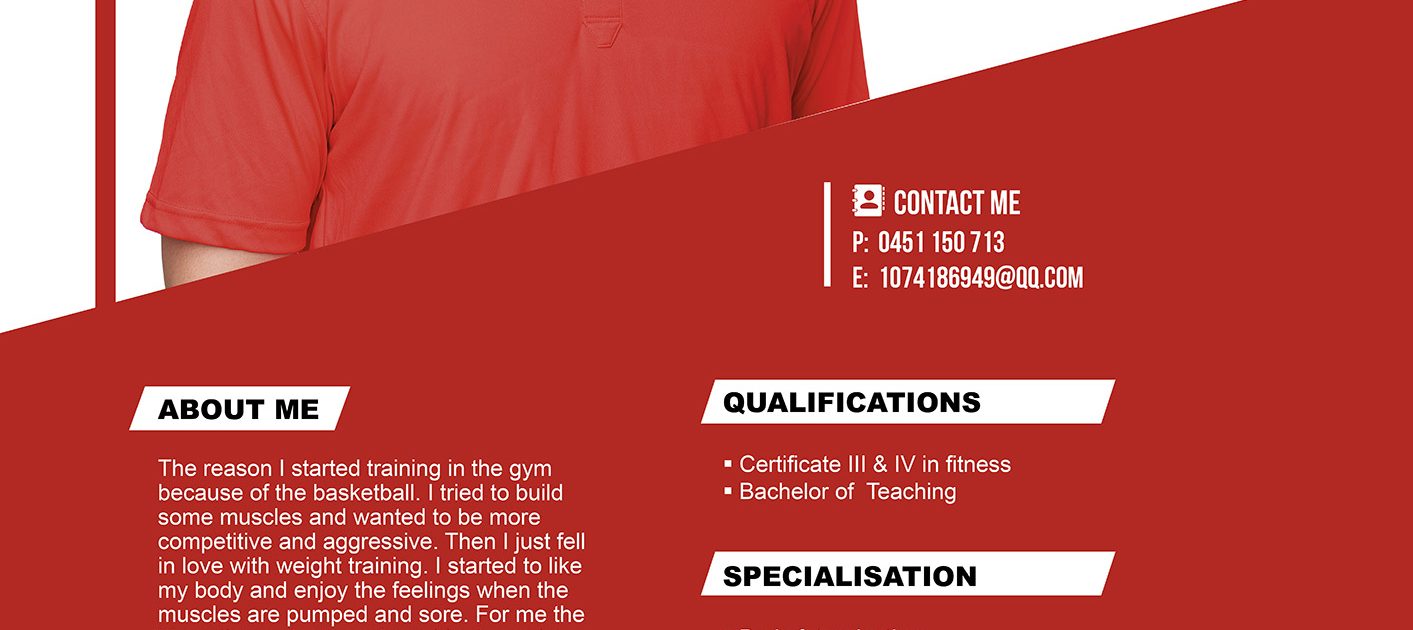 CONTACT ME
P: 0451 150 713
E: 1074186949@QQ.COM
ABOUT ME
The reason I started training in the gym
because of the basketball. I tried to build
some muscles and wanted to be more
competitive and aggressive. Then I just fell
in love with weight training. I started to like
my body and enjoy the feelings when the
muscles are pumped and sore. For me the
QUALIFICATIONS
▪ Certificate III & IV in fitness
▪ Bachelor of  Teaching
SPECIALISATION